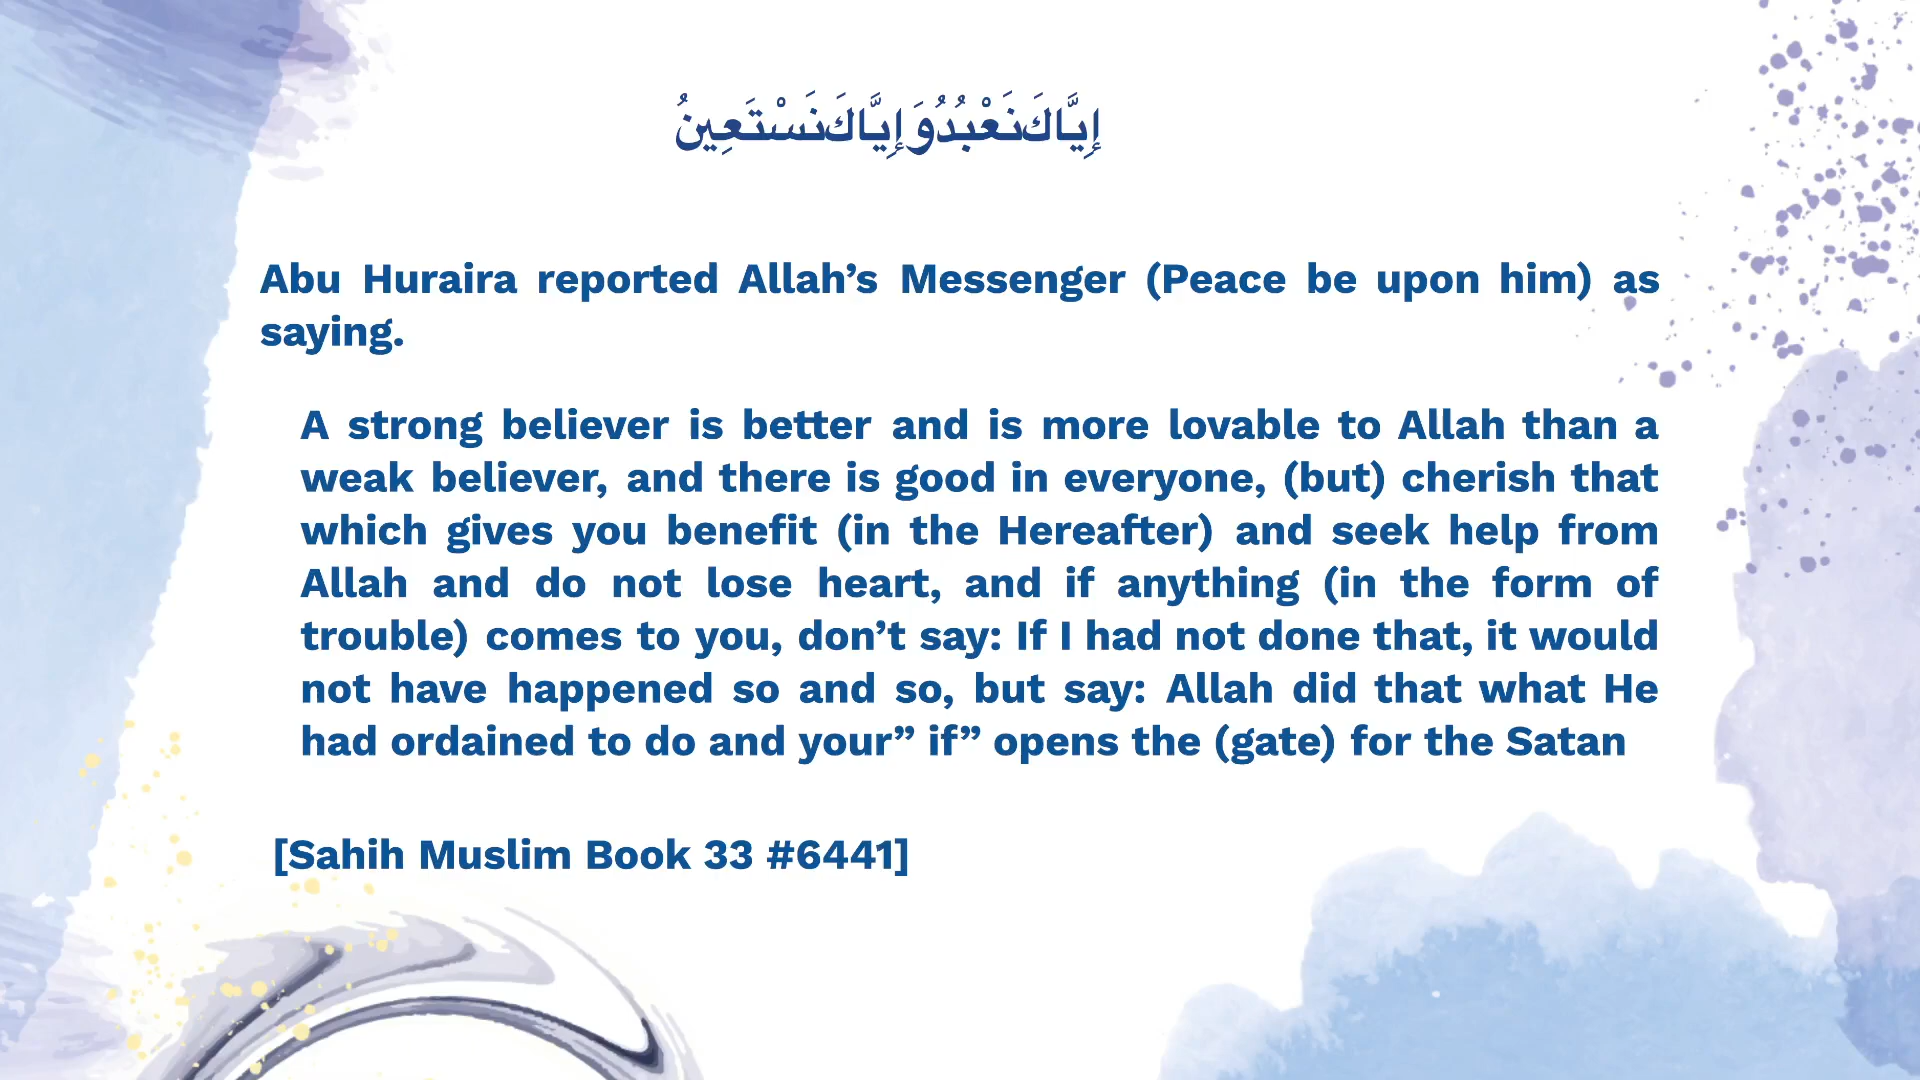 إِيَّاكَ نَعْبُدُ وَ إِيَّاكَ نَسْتَعِينُ
Abu Huraira reported Allah’s Messenger (Peace be upon him) as
saying.
A strong believer is better and is more lovable to Allah than a
weak believer, and there is good in everyone, (but) cherish that
which gives you benefit (in the Hereafter) and seek help from
Allah and do not lose heart, and if anything (in the form of
trouble) comes to you, don’t say: If I had not done that, it would
not have happened so and so, but say: Allah did that what He
had ordained to do and your” if” opens the (gate) for the Satan
[Sahih Muslim Book 33 #6441]